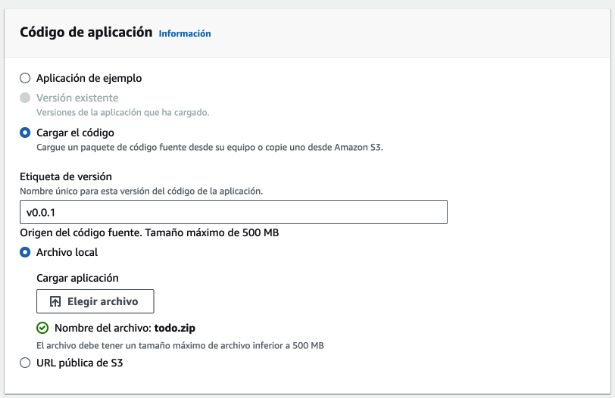 Código de aplicación Información
Aplicación de ejemplo
Versión existente
Versiones de la aplicación que ha cargado.
Cargar el código
Cargue un paquete de código fuente desde su equipo o copie uno desde Amazon S3.
Etiqueta de versión
Nombre único para esta versión del código de la aplicación.
v0.0.1
Origen del código fuente. Tamaño máximo de 500 MB
Archivo local
Cargar aplicación
Elegir archivo
Nombre del archivo: todo.zip
El archivo debe tener un tamaño máximo de archivo inferior a 500 MB
URL pública de S3